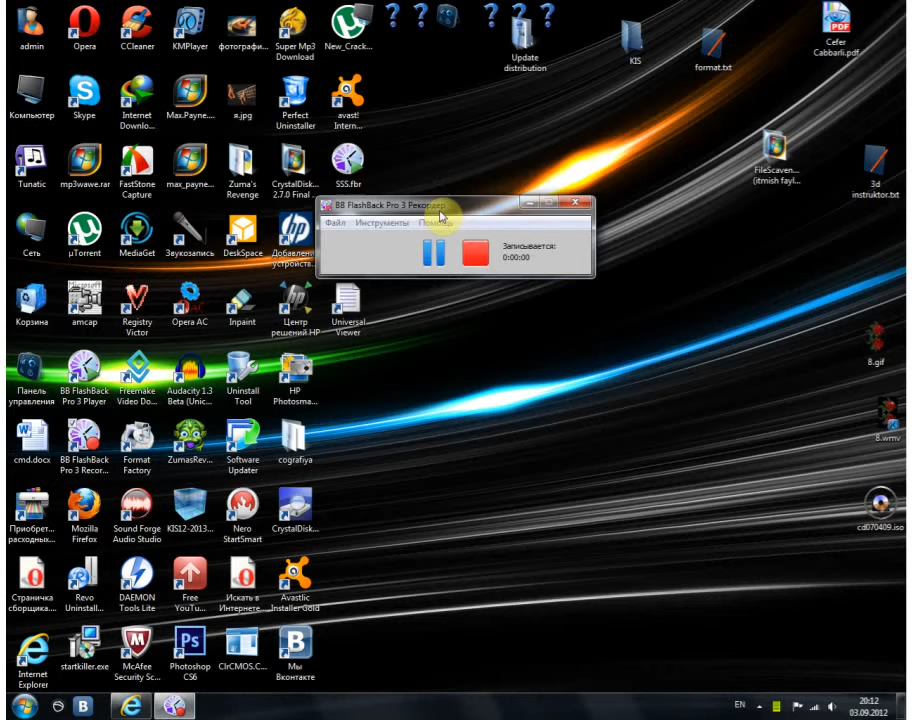 admin
Opera
CCleaner
KMPlayer
фотографи...
Super Mp3
Download
New_Crack...
Update
distribution
KIS
format.txt
PDF
Cefer
Cabbarli.pdf
Компьютер
Skype
Internet
Downlo...
Max.Payne....
я.jpg
Perfect
Uninstaller
avast!
Intern...
Tunatic
mp3wave.rar
FastStone
Capture
max_payne...
Zuma's
Revenge
CrystalDisk...
2.7.0 Final ...
SSS.fbr
FileScaven...
(itmish fayl...
3d
instruktor.txt
BB FlashBack Pro 3 Рекордер
Файл Инструменты Помощь
Записывается:
0:00:00
Сеть
µTorrent
MediaGet
Звукозапись
DeskSpace
Добавлени
устройств...
Microsoft
Корзина
amcap
Registry
Victor
Opera AC
Inpaint
Центр
решений HP
Universal
Viewer
8.gif
Панель
управления
BB FlashBack
Pro 3 Player
Freemake
Video Do...
Audacity 1.3
Beta (Unic...
Uninstall
Tool
HP
Photosma...
8.wmv
cmd.docx
BB FlashBack
Pro 3 Recor...
Format
Factory
ZumasRev...
Software
Updater
cografiya
Приобрет...
расходных...
Mozilla
Firefox
Sound Forge
Audio Studio
KIS12-2013...
Nero
StartSmart
CrystalDisk...
cd070409.iso
Страничка
сборщика....
Revo
Uninstall...
DAEMON
Tools Lite
Free
YouTu...
Искать в
Интернете...
Avastlic
Installer Gold
Internet
Explorer
startkiller.exe
McAfee
Security Sc...
Ps
Photoshop
CS6
ClrCMOS.C...
В
Мы
Вконтакте
В
EN
20:12
03.09.2012